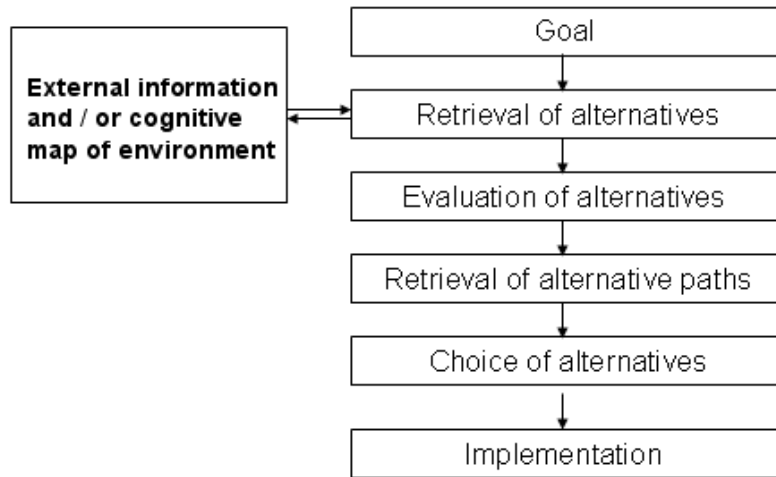 Goal
External information
and / or cognitive
map of environment
Retrieval of alternatives
Evaluation of alternatives
Retrieval of alternative paths
Choice of alternatives
Implementation